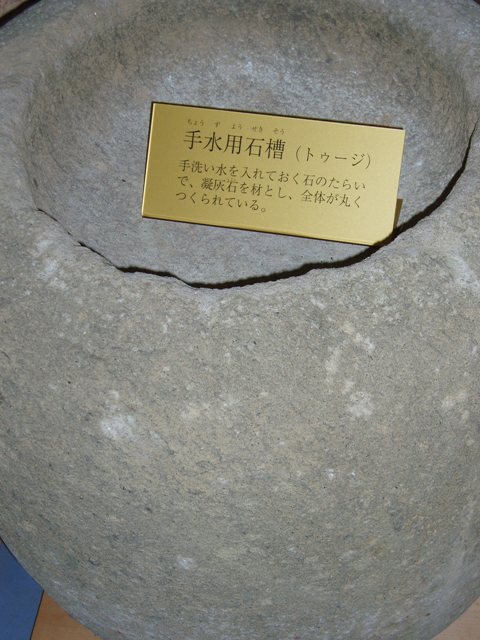 ちょうずようせきそう
手水用石槽（トゥージ）
手洗い水を入れておく石のたらい
で、凝灰石を材とし、全体が丸く
つくられている。